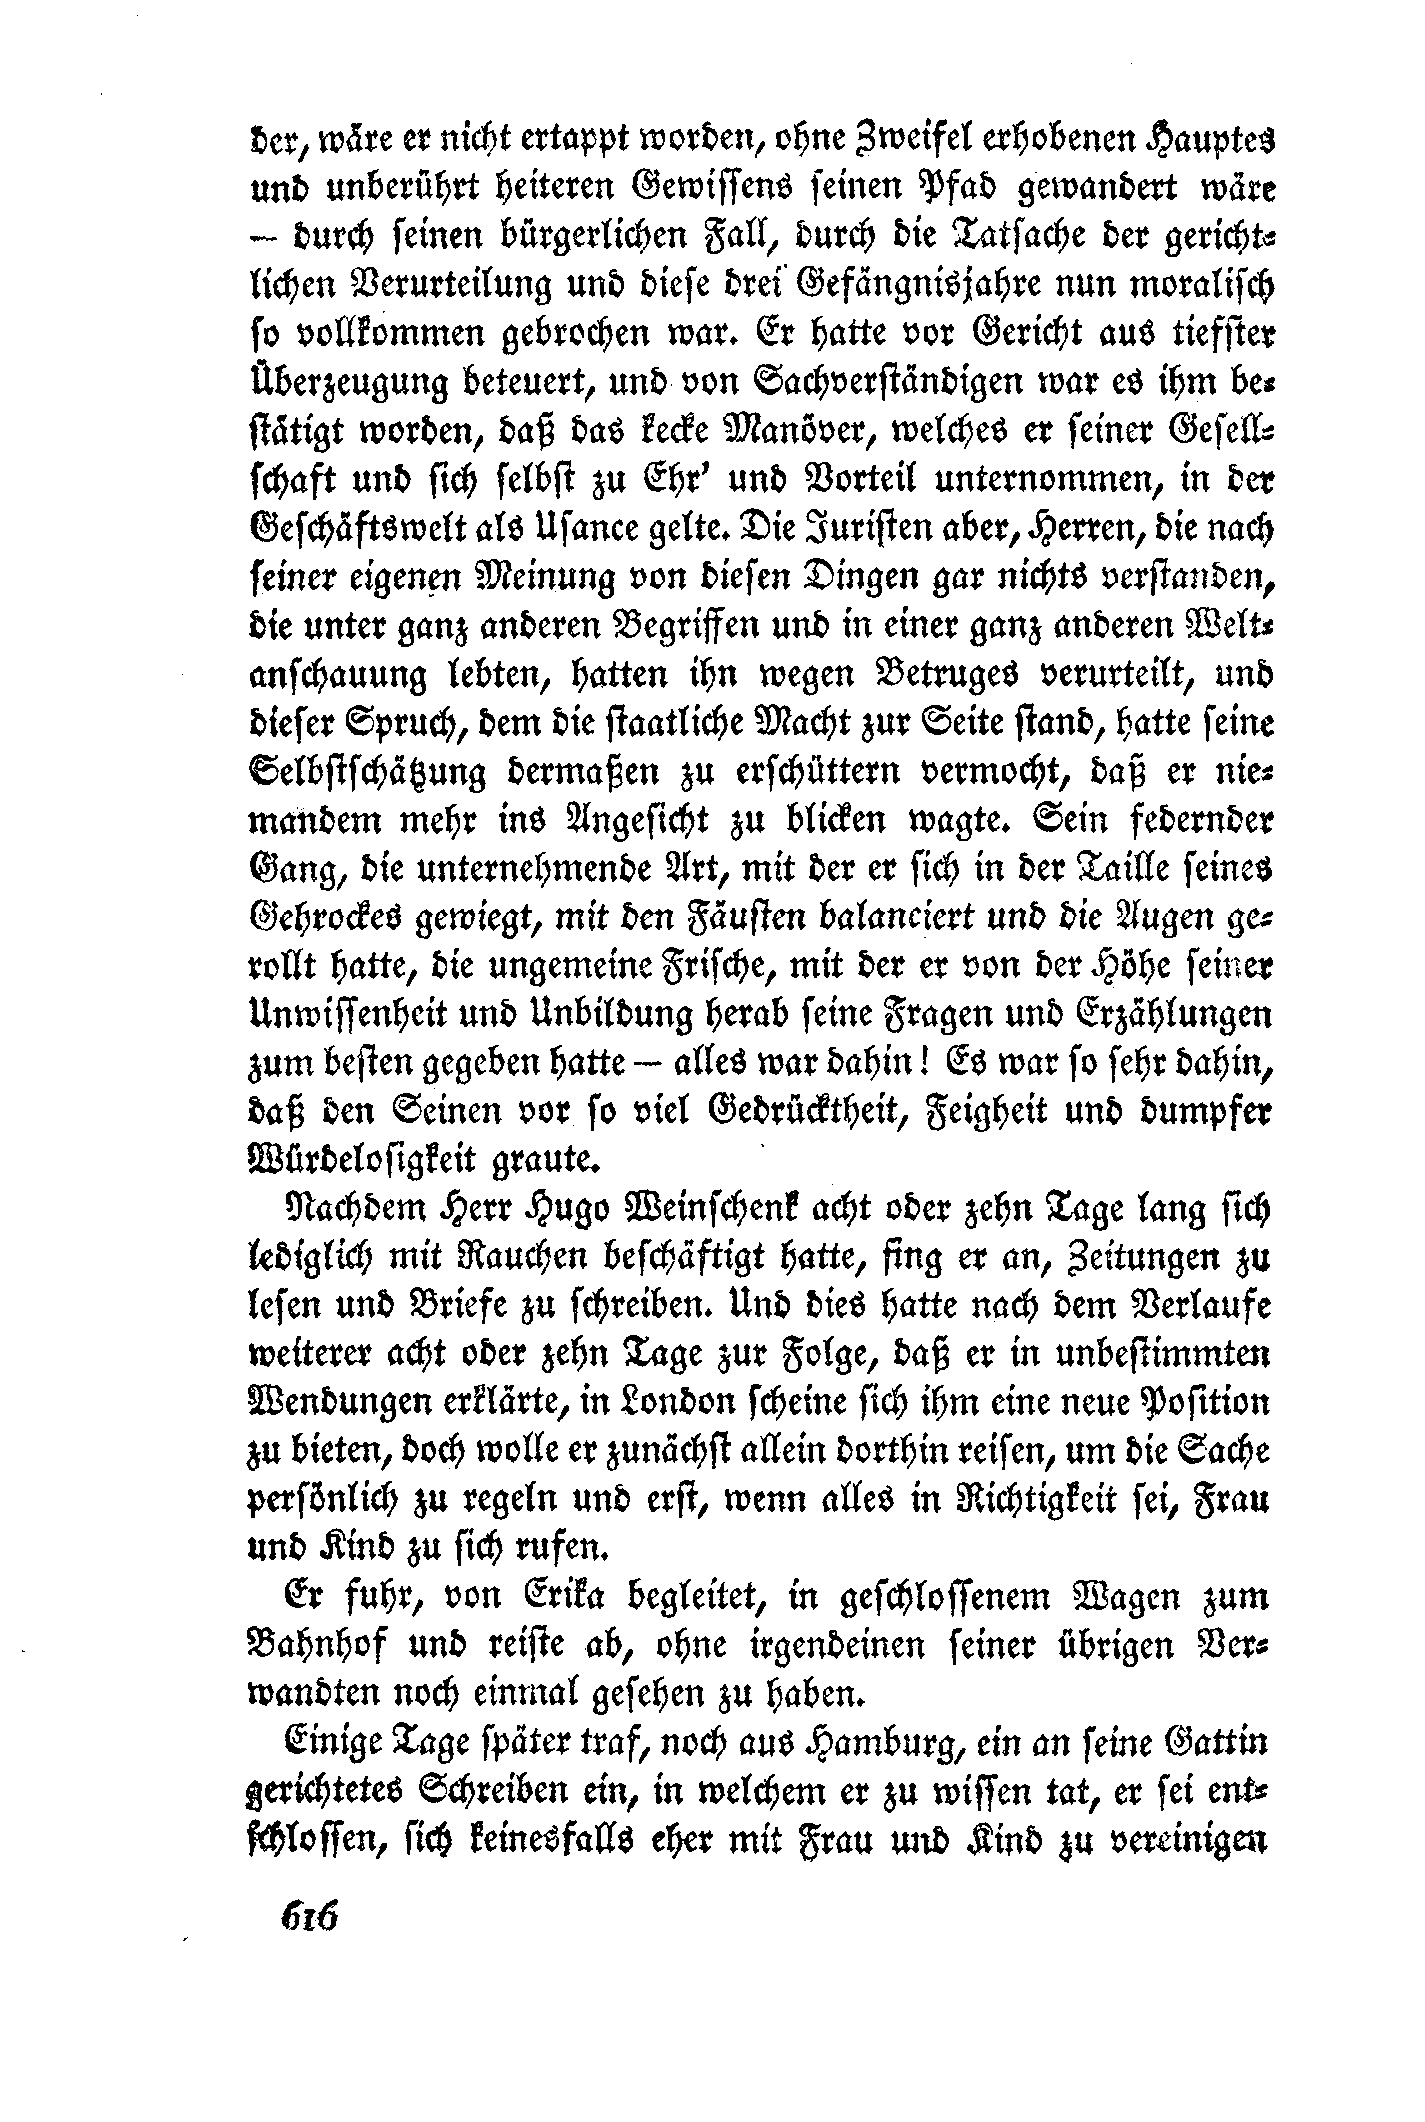 der, wäre er nicht ertappt worden, ohne Zweifel erhobenen Hauptes
und unberührt heiteren Gewissens seinen Pfad gewandert wäre
— durch seinen bürgerlichen Fall, durch die Tatsache der gericht-
lichen Verurteilung und diese drei Gefängnisjahre nun moralisch
so vollkommen gebrochen war. Er hatte vor Gericht aus tiefster
Überzeugung beteuert, und von Sachverständigen war es ihm be-
stätigt worden, daß das kecke Manöver, welches er seiner Gesell-
schaft und sich selbst zu Ehr' und Vorteil unternommen, in der
Geschäftswelt als Usance gelte. Die Juristen aber, Herren, die nach
seiner eigenen Meinung von diesen Dingen gar nichts verstanden,
die unter ganz anderen Begriffen und in einer ganz anderen Welt-
anschauung lebten, hatten ihn wegen Betruges verurteilt, und
dieser Spruch, dem die staatliche Macht zur Seite stand, hatte seine
Selbstschätzung dermaßen zu erschüttern vermocht, daß er nie-
mandem mehr ins Angesicht zu blicken wagte. Sein federnder
Gang, die unternehmende Art, mit der er sich in der Taille seines
Gehrockes gewiegt, mit den Fäusten balanciert und die Augen ge-
rollt hatte, die ungemeine Frische, mit der er von der Höhe seiner
Unwissenheit und Unbildung herab seine Fragen und Erzählungen
zum besten gegeben hatte — alles war dahin! Es war so sehr dahin,
daß den Seinen vor so viel Gedrücktheit, Feigheit und dumpfer
Würdelosigkeit graute.
Nachdem Herr Hugo Weinschenk acht oder zehn Tage lang sich
lediglich mit Rauchen beschäftigt hatte, fing er an, Zeitungen zu
lesen und Briefe zu schreiben. Und dies hatte nach dem Verlaufe
weiterer acht oder zehn Tage zur Folge, daß er in unbestimmten
Wendungen erklärte, in London scheine sich ihm eine neue Position
zu bieten, doch wolle er zunächst allein dorthin reisen, um die Sache
persönlich zu regeln und erst, wenn alles in Richtigkeit sei, Frau
und Kind zu sich rufen.
Er fuhr, von Erika begleitet, in geschlossenem Wagen zum
Bahnhof und reiste ab, ohne irgendeinen seiner übrigen Ver-
wandten noch einmal gesehen zu haben.
Einige Tage später traf, noch aus Hamburg, ein an seine Gattin
gerichtetes Schreiben ein, in welchem er zu wissen tat, er sei ent-
schlossen, sich keinesfalls eher mit Frau und Kind zu vereinigen
616